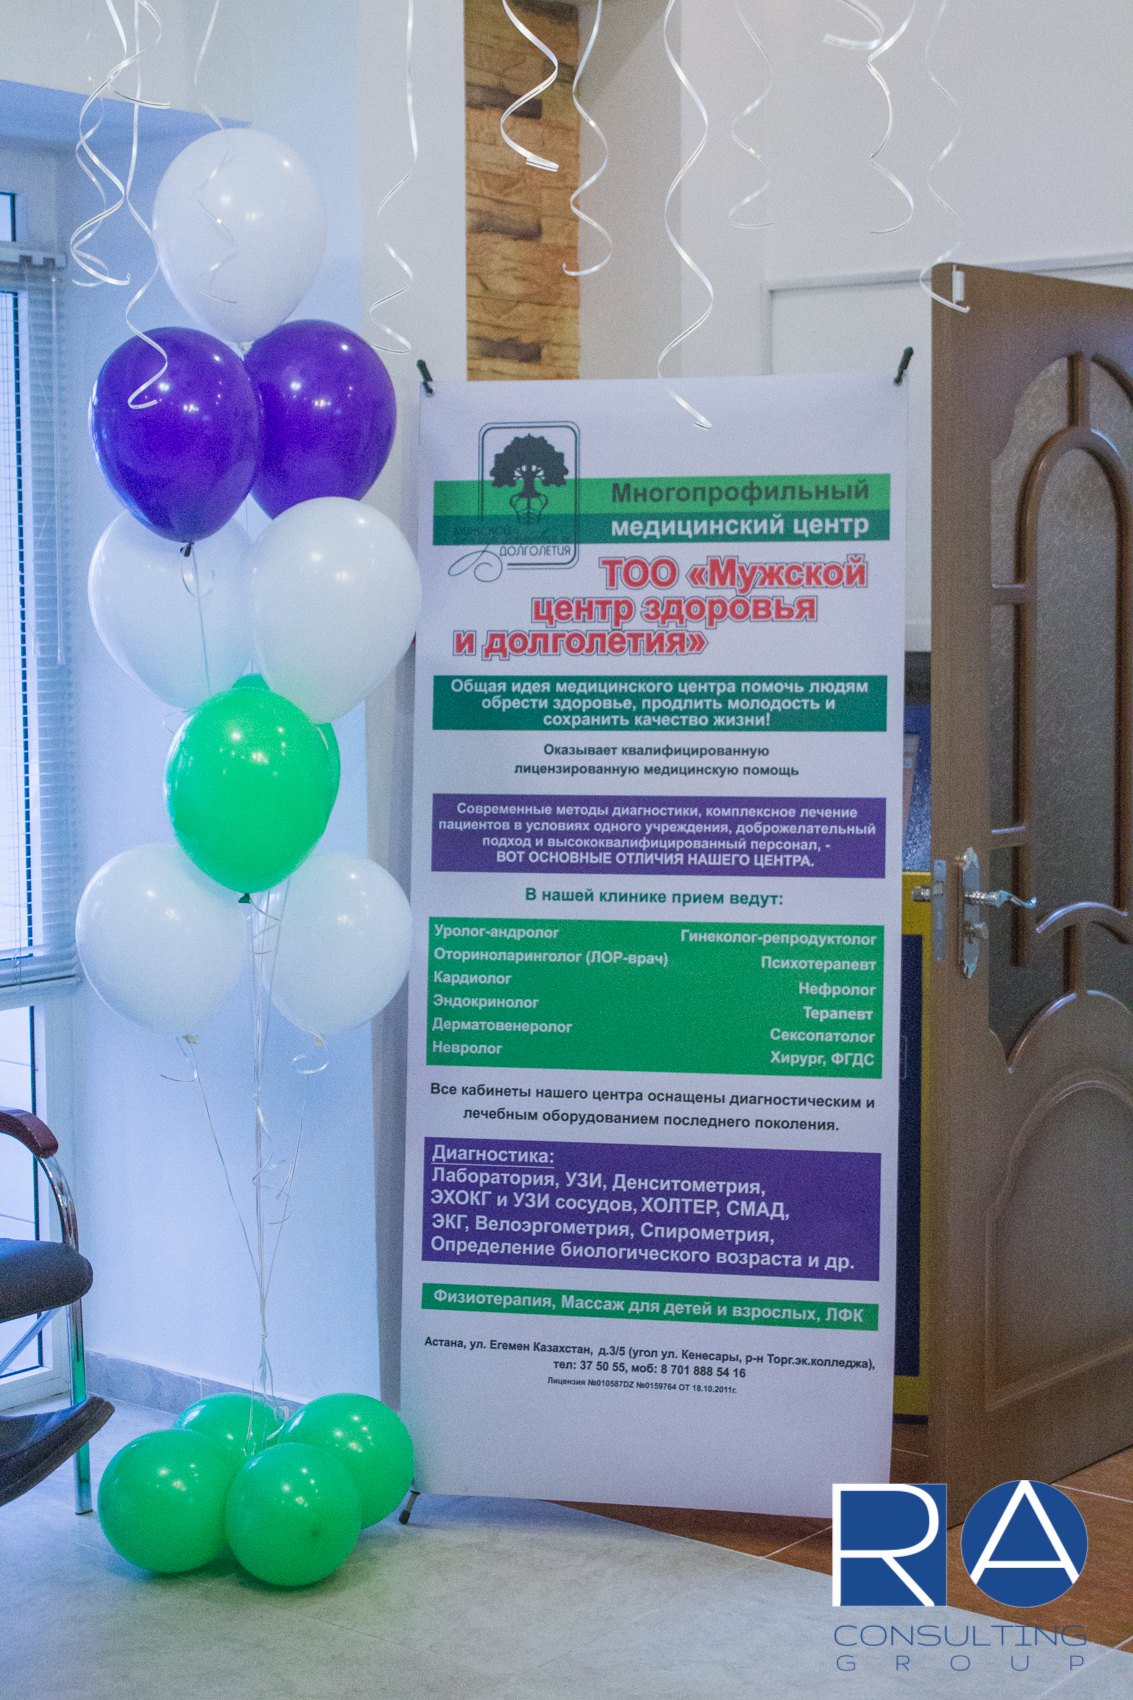 Многопрофильный
медицинский центр
МУЖСКОЕ
ДОЛГОЛЕТИЯ
ТОО «Мужской
центр здоровья
и долголетия»
Общая идея медицинского центра помочь людям
обрести здоровье, продлить молодость и
сохранить качество жизни!
Оказывает квалифицированную
лицензированную медицинскую помощь
Современные методы диагностики, комплексное лечение
пациентов в условиях одного учреждения, доброжелательный
подход и высококвалифицированный персонал, -
ВОТ ОСНОВНЫЕ ОТЛИЧИЯ НАШЕГО ЦЕНТРА.
В нашей клинике прием ведут:
Уролог-андролог
Оториноларинголог (ЛОР-врач)
Кардиолог
Эндокринолог
Дерматовенеролог
Невролог
Гинеколог-репродуктолог
Психотерапевт
Нефролог
Терапевт
Сексопатолог
Хирург, ФГДС
Все кабинеты нашего центра оснащены диагностическим и
лечебным оборудованием последнего поколения.
Диагностика:
Лаборатория, УЗИ, Денситометрия,
ЭХОКГ и УЗИ сосудов, ХОЛТЕР, СМАД,
ЭКГ, Велоэргометрия, Спирометрия,
Определение биологического возраста и др.
Физиотерапия, Массаж для детей и взрослых, ЛФК
Астана, ул. Егемен Казахстан, д.3/5 (угол ул. Кенесары, р-н Торг.эк.колледжа),
тел: 37 50 55, моб: 8 701 888 54 16
Лицензия №010587DZ №0159764 ОТ 18.10.2011г.
RA
CONSULTING
GROUP